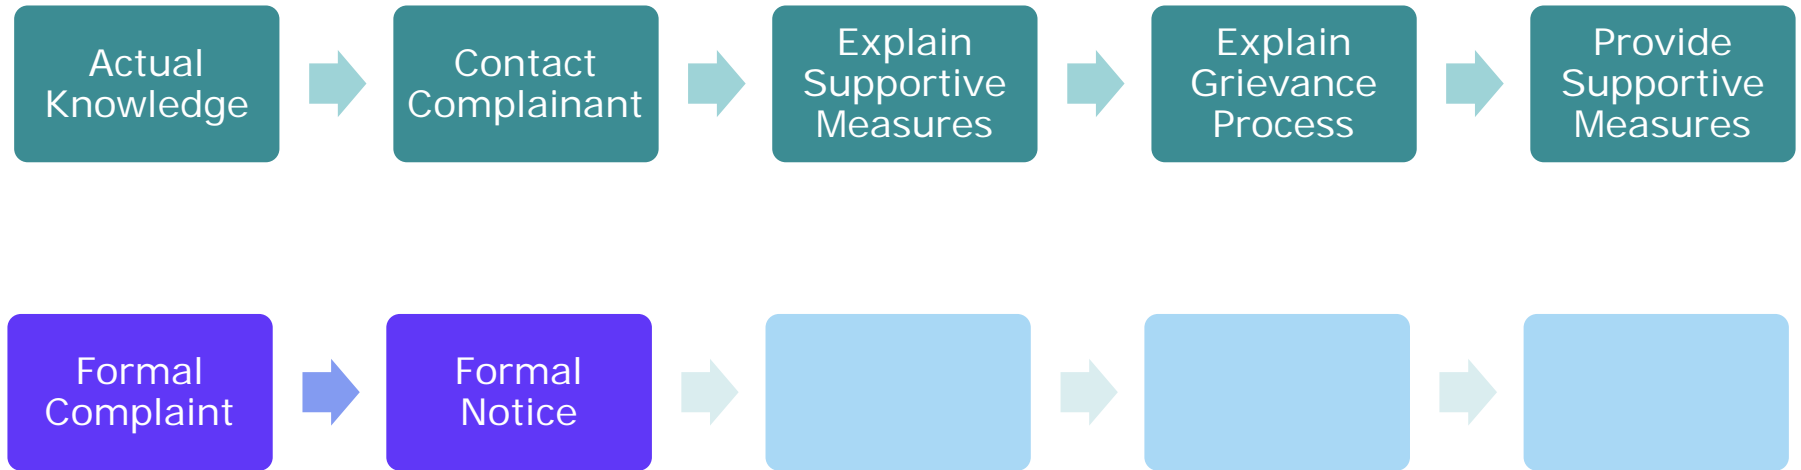 Actual
Knowledge
Contact
Complainant
Explain
Supportive
Measures
Explain
Grievance
Process
Provide
Supportive
Measures
Formal
Complaint
Formal
Notice